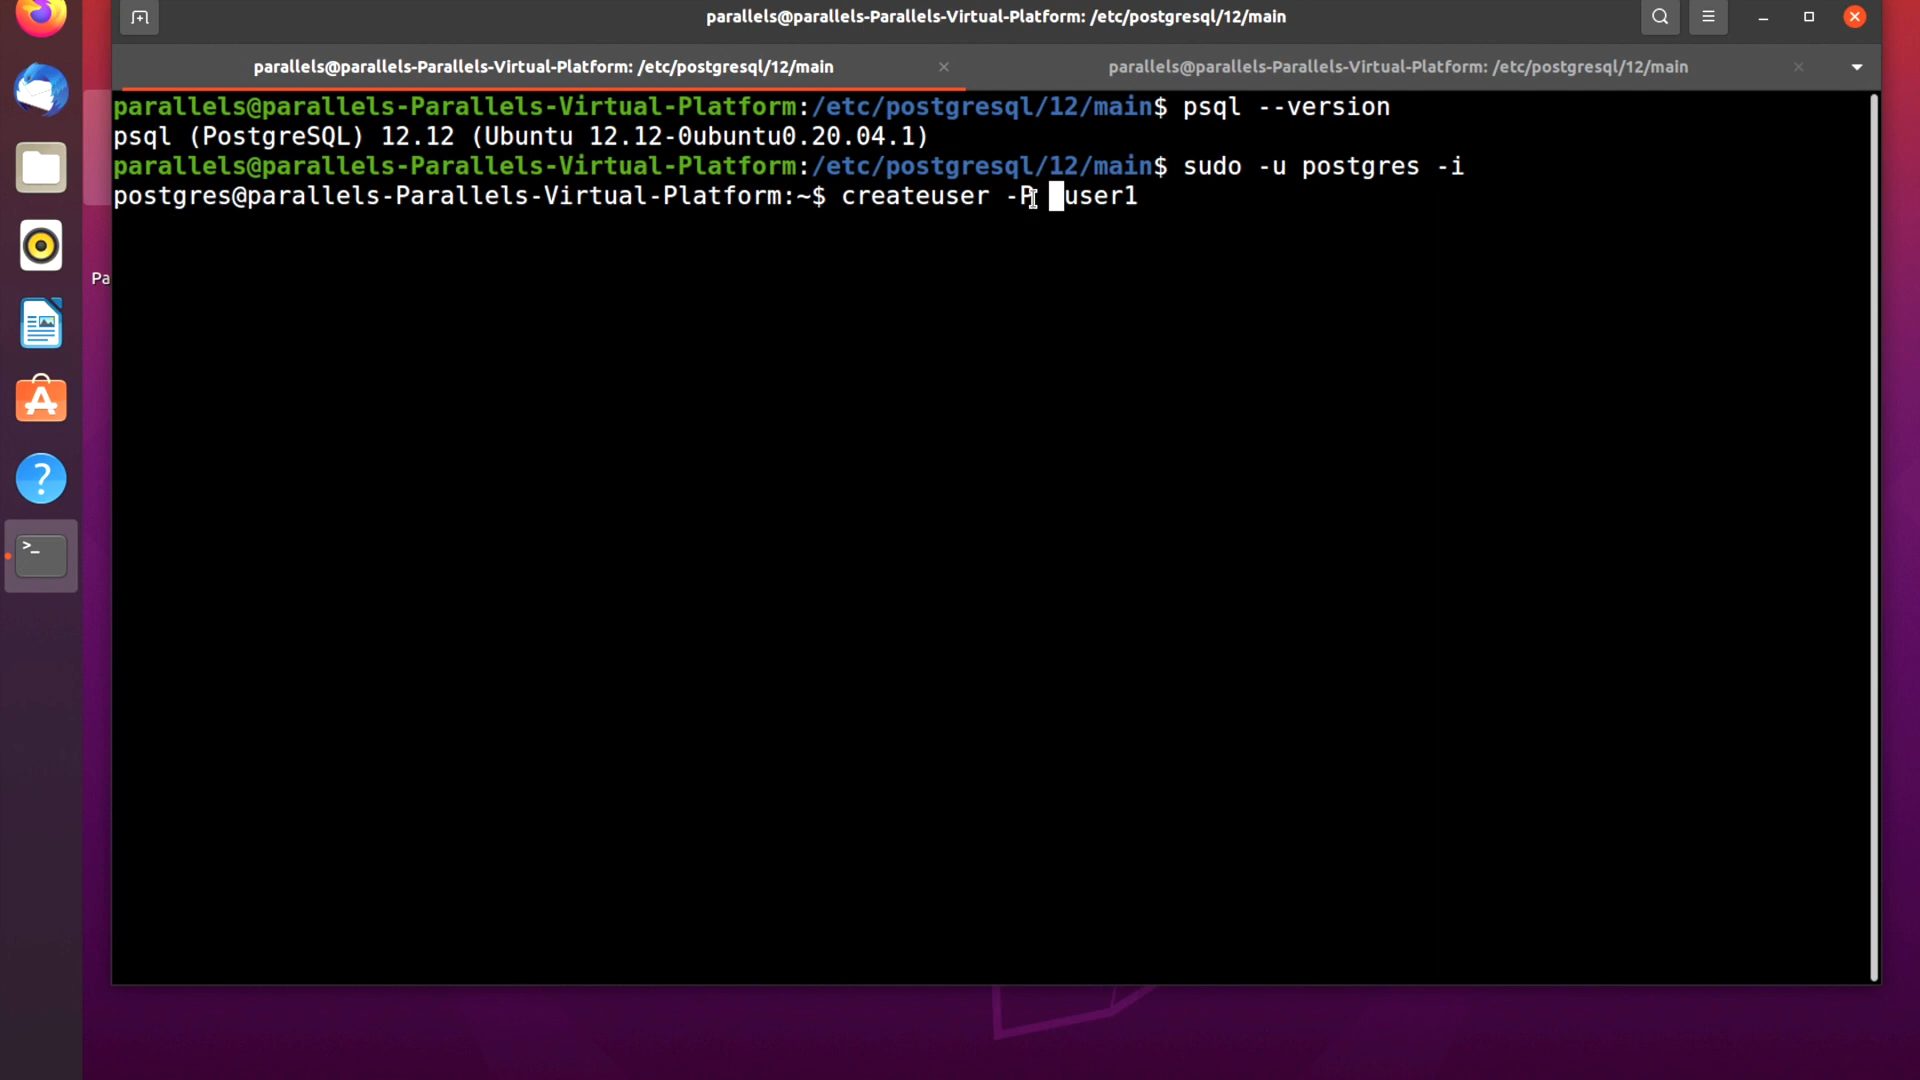 parallels@parallels-Parallels-Virtual-Platform: /etc/postgresql/12/main
parallels@parallels-Parallels-Virtual-Platform: /etc/postgresql/12/main
parallels@parallels-Parallels-Virtual-Platform: /etc/postgresql/12/main
parallels@parallels-Parallels-Virtual-Platform:/etc/postgresql/12/main$ psql --version
psql (PostgreSQL) 12.12 (Ubuntu 12.12-0ubuntu0.20.04.1)
parallels@parallels-Parallels-Virtual-Platform:/etc/postgresql/12/main$ sudo -u postgres -i
postgres@parallels-Parallels-Virtual-Platform:~$ createuser -P user1
Pa